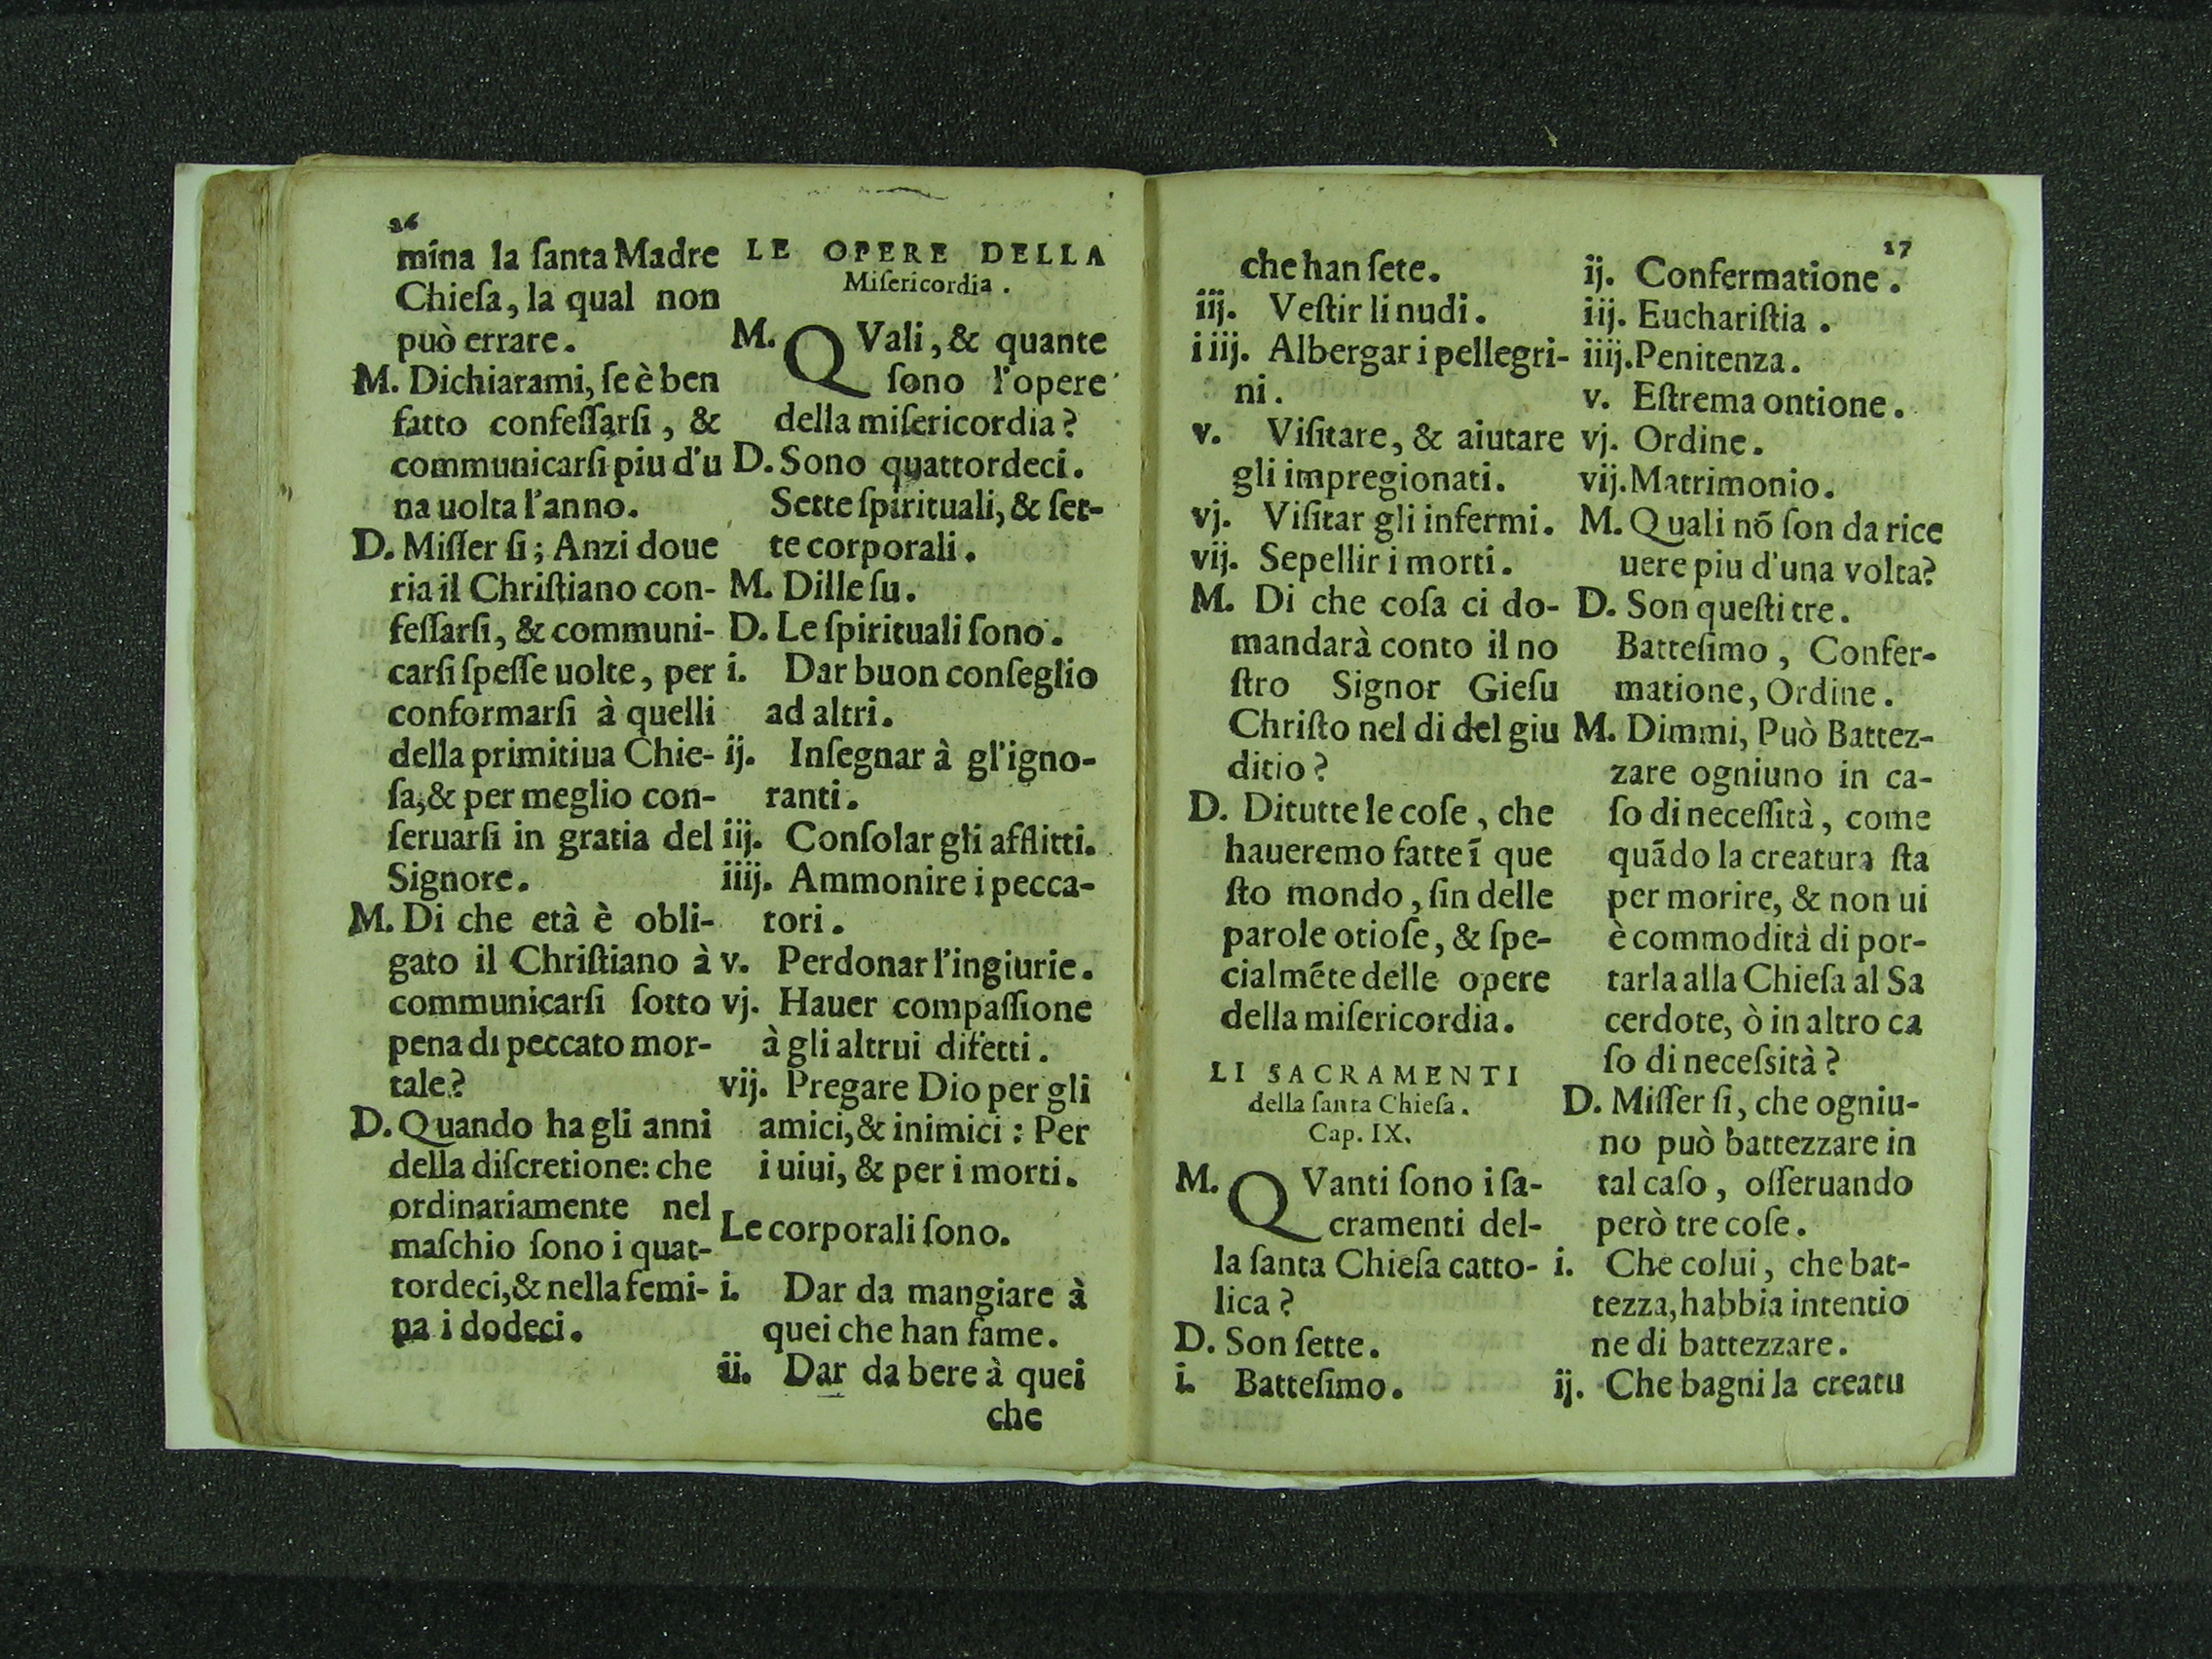 26
mina la ſanta Madre
Chieſa, la qual non
può errare.
M. Dichiarami, ſe è ben
fatto confeſſarſi, &
communicarſi piu d'u
na uolta l'anno.
D. Miſſer ſi; Anzi doue
ria il Chriſtiano con-
feſſarſi, & communi-
carſi ſpeſſe uolte, per
conformarſi à quelli
della primitiua Chie-
ſa; & per meglio con-
ſeruarſi in gratia del
Signore.
M. Di che età è obli-
gato il Chriſtiano à
communicarſi ſotto
pena di peccato mor-
tale?
D. Quando ha gli anni
della diſcretione: che
ordinariamente nel
maſchio ſono i quat-
tordeci, & nella femi-
na i dodeci.
LE OPERE DELLA
Miſericordia.
M. QVali, & quante
ſono l'opere
della miſericordia?
D. Sono quattordeci.
Sette ſpirituali, & ſet-
te corporali.
M. Dille ſu.
D. Le ſpirituali ſono.
i. Dar buon conſeglio
ad altri.
ij. Inſegnar à gl'igno-
ranti.
iij. Conſolar gli afflitti.
iiij. Ammonire i pecca-
tori.
v. Perdonar l'ingiurie.
vj. Hauer compaſſione
à gli altrui difetti.
vij. Pregare Dio per gli
amici, & inimici: Per
i uiui, & per i morti.
Le corporali ſono.
i. Dar da mangiare à
quei che han fame.
ii. Dar da bere à quei
che
27
che han ſete.
iij. Veſtir li nudi.
iiij. Albergar i pellegri-
ni.
v. Viſitare, & aiutare
gli impregionati.
vj. Viſitar gli infermi.
vij. Sepellir i morti.
M. Di che coſa ci do-
mandarà conto il no
ſtro Signor Gieſu
Chriſto nel di del giu
ditio?
D. Di tutte le coſe, che
haueremo fatte ĩ que
ſto mondo, ſin delle
parole otioſe, & ſpe-
cialmẽte delle opere
della miſericordia.
LI SACRAMENTI
della ſanta Chieſa.
Cap. IX.
M. QVanti ſono i ſa-
cramenti del-
la ſanta Chieſa catto-
lica?
D. Son ſette.
i. Batteſimo.
ij. Confermatione.
iij. Euchariſtia.
iiij. Penitenza.
v. Eſtrema ontione.
vj. Ordine.
vij. Matrimonio.
M. Quali nõ ſon da rice
uere piu d'una volta?
D. Son queſti tre.
Batteſimo, Confer-
matione, Ordine.
M. Dimmi, Può Battez-
zare ogniuno in ca-
ſo di neceſſità, come
quãdo la creatura ſta
per morire, & non ui
è commodità di por-
tarla alla Chieſa al Sa
cerdote, ò in altro ca
ſo di neceſsità?
D. Miſſer ſi, che ogniu-
no può battezzare in
tal caſo, oſſeruando
però tre coſe.
i. Che colui, che bat-
tezza, habbia intentio
ne di battezzare.
ij. Che bagni la creatu